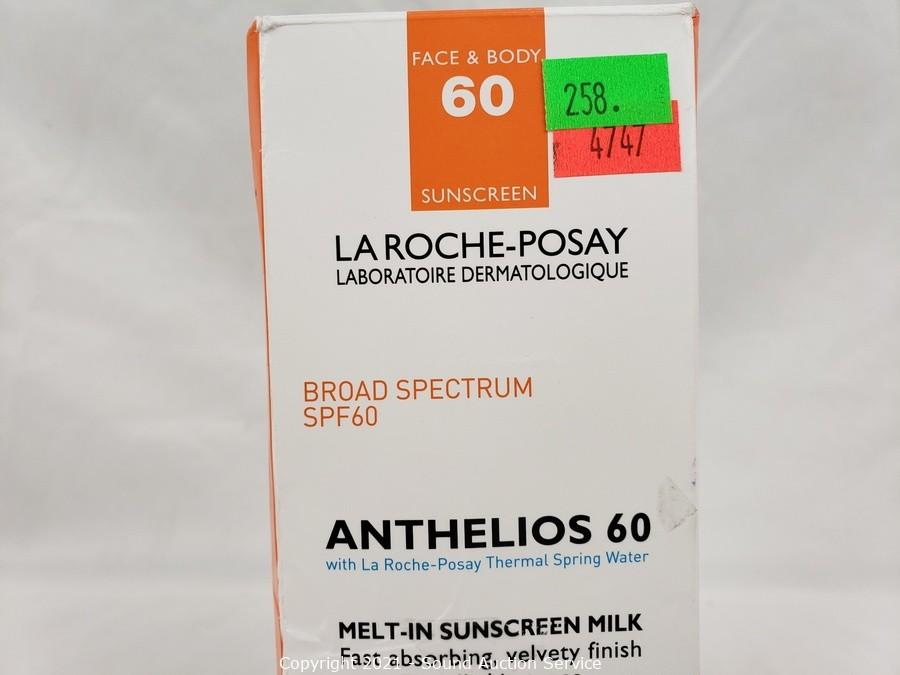 FACE & BODY
60
SUNSCREEN
258.
4747
LA ROCHE-POSAY
LABORATOIRE DERMATOLOGIQUE
BROAD SPECTRUM
SPF60
ANTHELIOS 60
with La Roche-Posay Thermal Spring Water
MELT-IN SUNSCREEN MILK
Fast absorbing, velvety finish
Copyright 2021 - Sound Auction Service